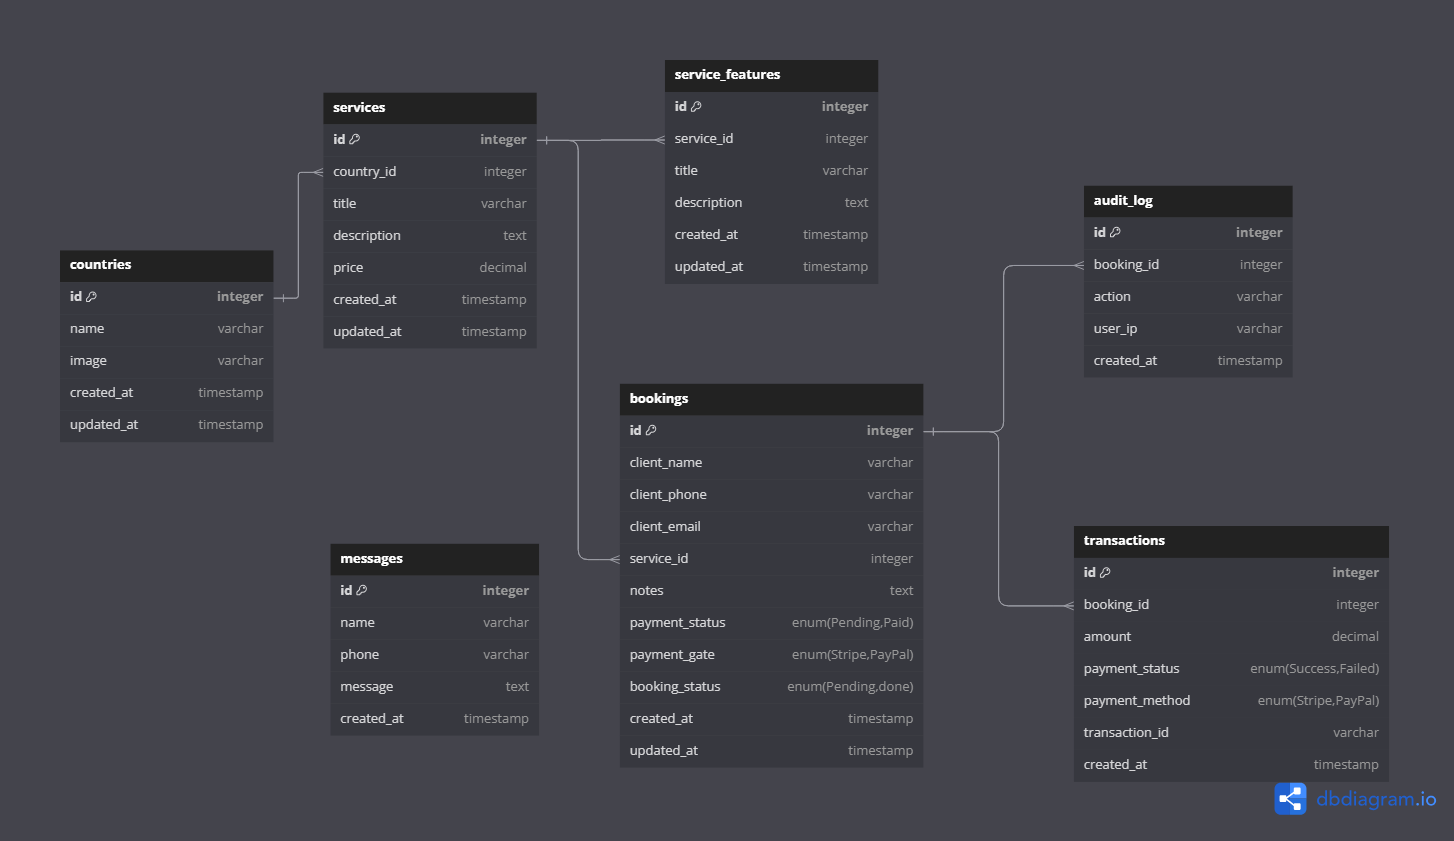 countries
id integer
name varchar
image varchar
created_at timestamp
updated_at timestamp
services
id integer
country_id integer
title varchar
description text
price decimal
created_at timestamp
updated_at timestamp
service_features
id integer
service_id integer
title varchar
description text
created_at timestamp
updated_at timestamp
messages
id integer
name varchar
phone varchar
message text
created_at timestamp
bookings
id integer
client_name varchar
client_phone varchar
client_email varchar
service_id integer
notes text
payment_status enum(Pending,Paid)
payment_gate enum(Stripe,PayPal)
booking_status enum(Pending,done)
created_at timestamp
updated_at timestamp
audit_log
id integer
booking_id integer
action varchar
user_ip varchar
created_at timestamp
transactions
id integer
booking_id integer
amount decimal
payment_status enum(Success,Failed)
payment_method enum(Stripe,PayPal)
transaction_id varchar
created_at timestamp
dbdiagram.io